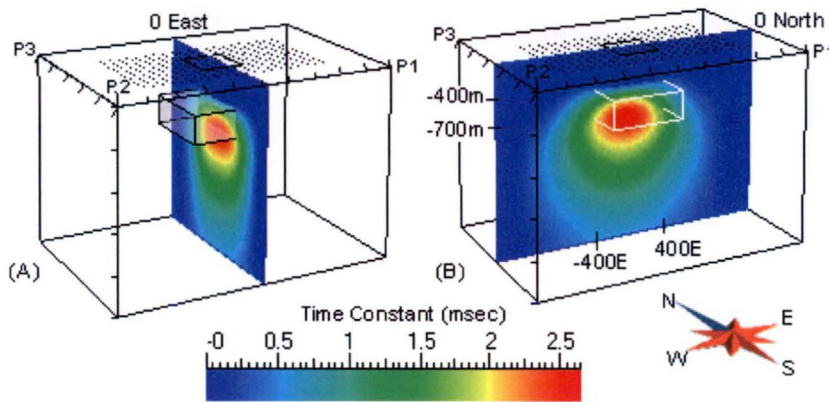 0 East
P3
P2
P1
(A)
0 North
P3
P2
P1
-400m
-700m
-400E
400E
(B)
Time Constant (msec)
-0 0.5 1 1.5 2 2.5
N
E
W
S